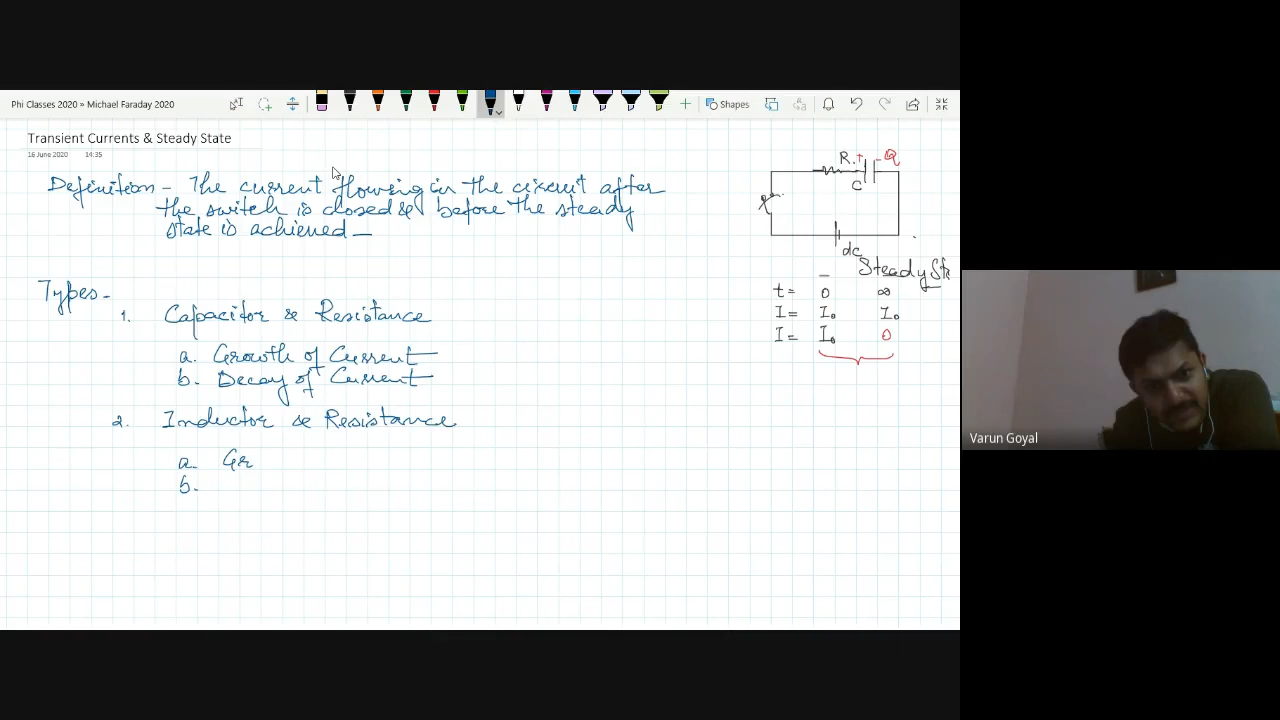 Phi Classes 2020 » Michael Faraday 2020
Shapes
Transient Currents & Steady State
16 June 2020 14:35
Definition - The current flowing in the circuit after
the switch is closed & before the steady
state is achieved
R + - Q
C
dc
Steady St
t = 0 ∞
I = I₀ I₀
I = I₀ 0
Types -
1. Capacitor & Resistance
a. Growth of Current
b. Decay of Current
2. Inductor & Resistance
a. Gr
b.
Varun Goyal